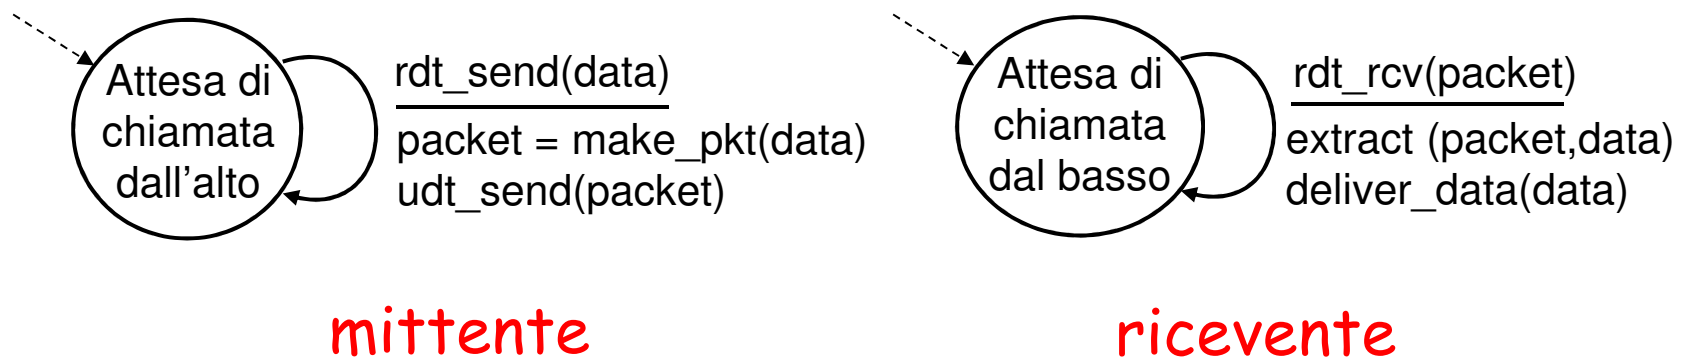 Attesa di
chiamata
dall'alto
rdt_send(data)
packet = make_pkt(data)
udt_send(packet)
mittente
Attesa di
chiamata
dal basso
rdt_rcv(packet)
extract (packet,data)
deliver_data(data)
ricevente